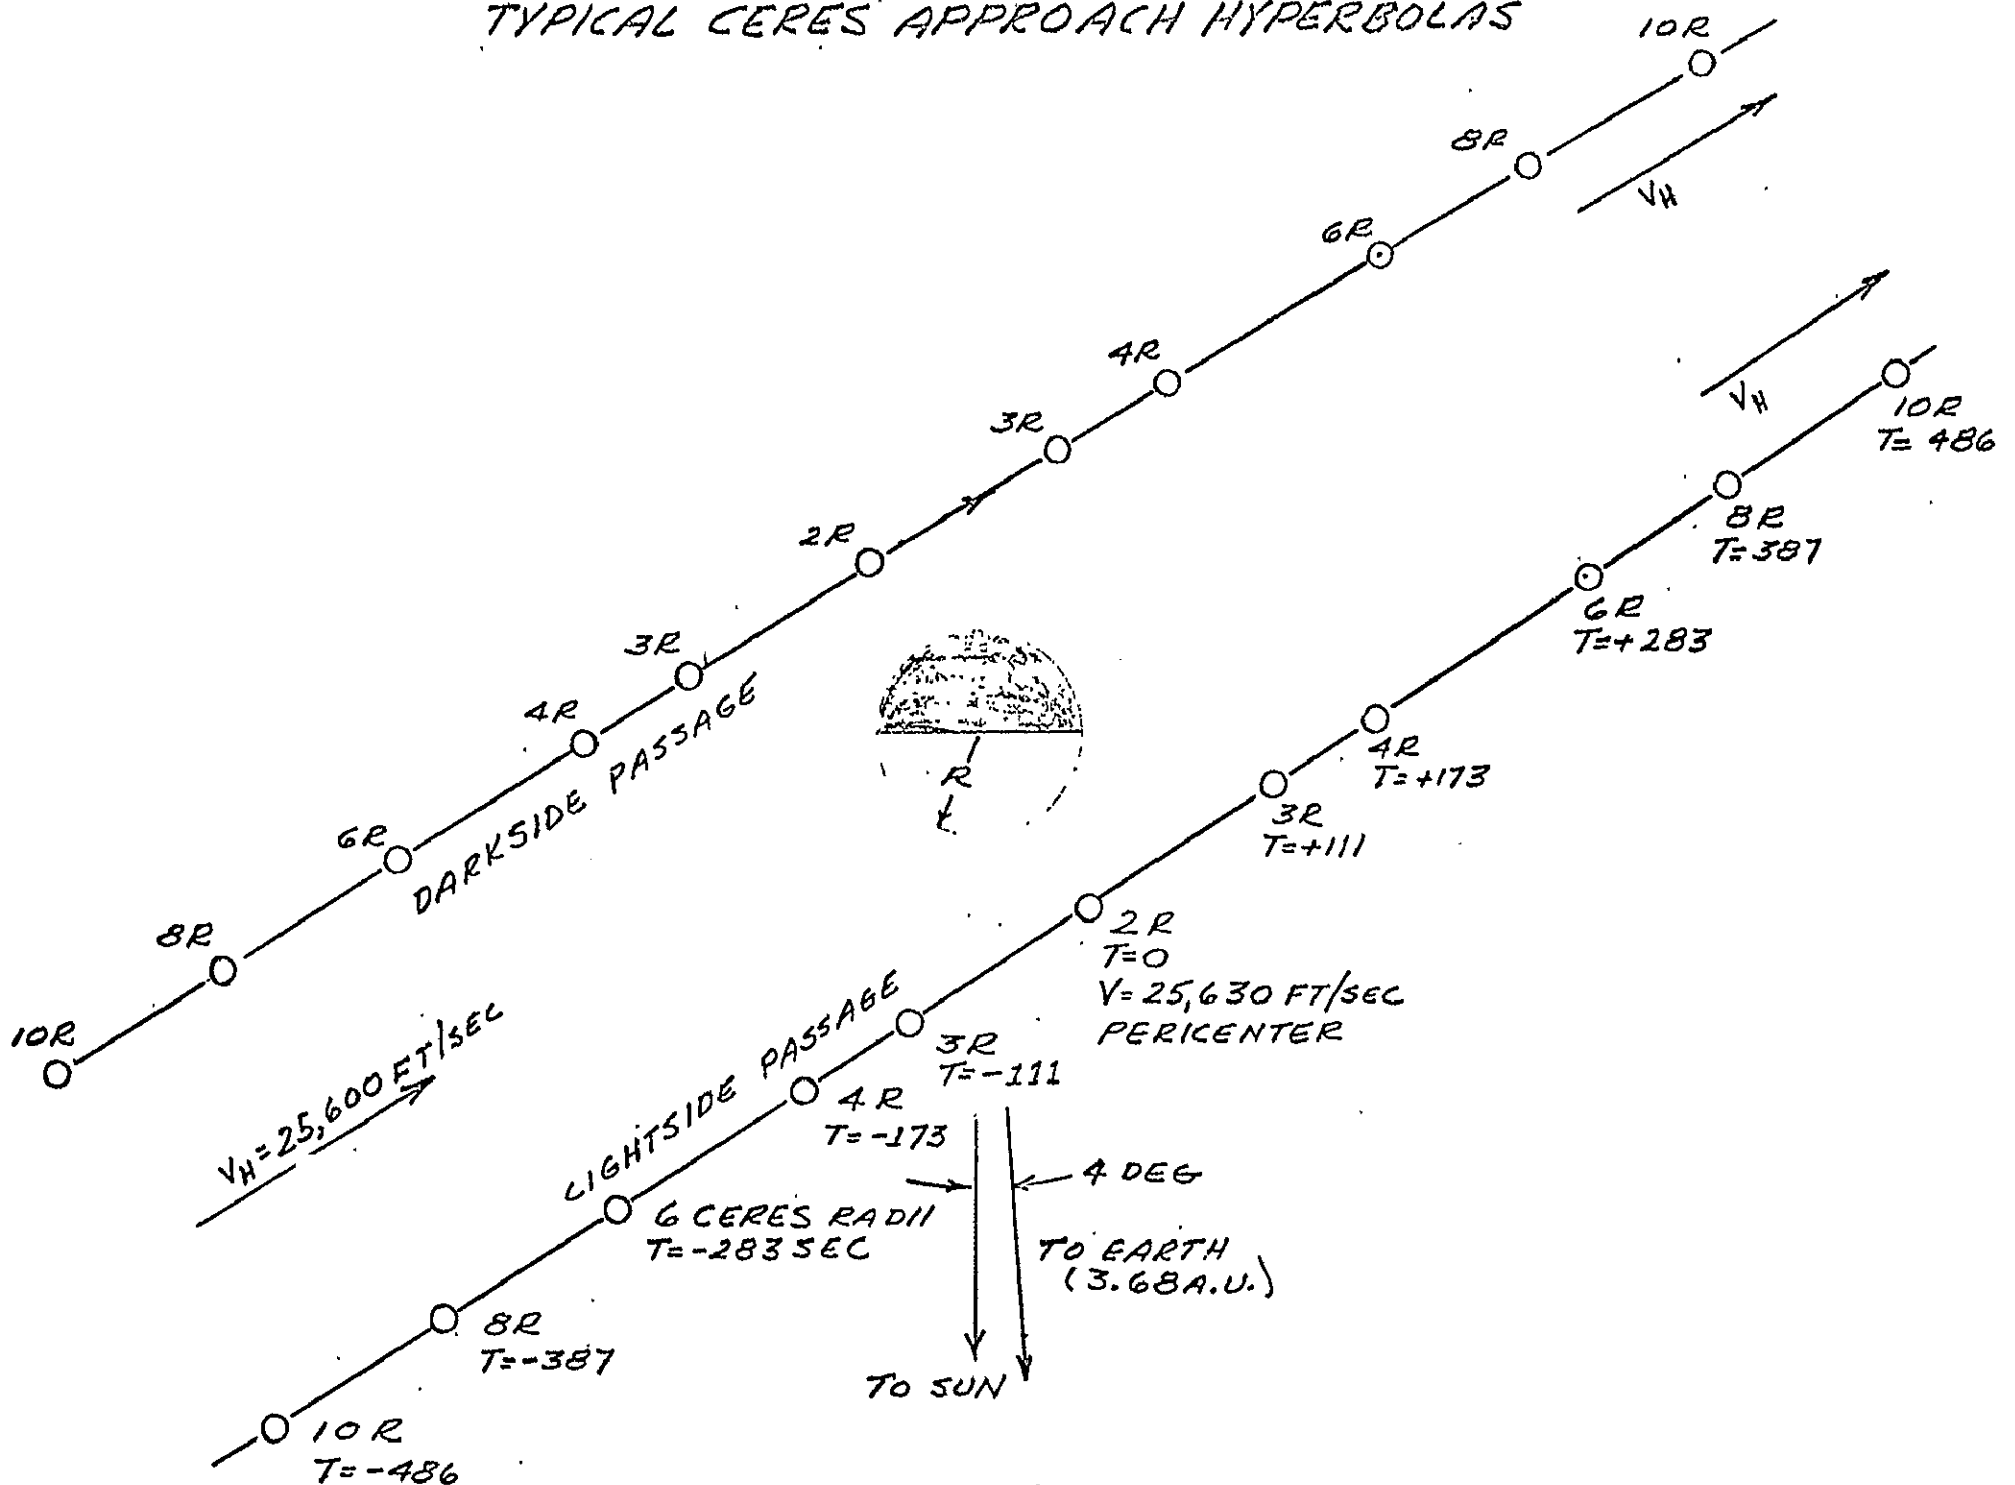 TYPICAL CERES APPROACH HYPERBOLAS
10R
8R
VH
6R
4R
VH
3R
10R
T= 486
2R
8R
T=387
6R
T=+283
3R
4R
R
4R
T=+173
3R
T=+111
DARKSIDE PASSAGE
6R
2R
T=0
V=25,630 FT/SEC
PERICENTER
8R
10R
VH=25,600 FT/SEC
LIGHTSIDE PASSAGE
3R
T=-111
4R
T=-173
4 DEG
6 CERES RADII
T=-283 SEC
TO EARTH
(3.68A.U.)
8R
T=-387
TO SUN
10R
T=-486